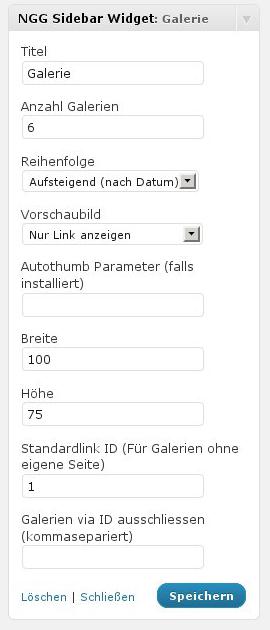 NGG Sidebar Widget: Galerie
Titel
Galerie
Anzahl Galerien
6
Reihenfolge
Aufsteigend (nach Datum)
Vorschaubild
Nur Link anzeigen
Autothumb Parameter (falls
installiert)
Breite
100
Höhe
75
Standardlink ID (Für Galerien ohne
eigene Seite)
1
Galerien via ID ausschliessen
(kommasepariert)
Löschen | Schließen Speichern